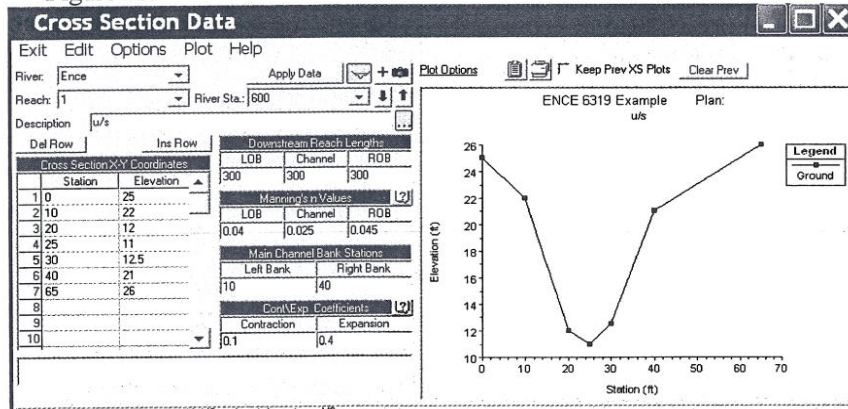 Cross Section Data
Exit Edit Options Plot Help
River: Ence Apply Data
Plot Options Keep Prev XS Plots Clear Prev
Reach: 1 River Sta.: 600
Description u/s ...
Del Row Ins Row
Cross Section X-Y Coordinates
Station Elevation
1 0 25
2 10 22
3 20 12
4 25 11
5 30 12.5
6 40 21
7 65 26
8
9
10
Downstream Reach Lengths
LOB Channel ROB
300 300 300
Manning's n Values ?
LOB Channel ROB
0.04 0.025 0.045
Main Channel Bank Stations
Left Bank Right Bank
10 40
Cont\Exp Coefficients ?
Contraction Expansion
0.1 0.4
ENCE 6319 Example Plan:
u/s
Legend
Ground
Elevation (ft)
26
24
22
20
18
16
14
12
10
0 10 20 30 40 50 60 70
Station (ft)